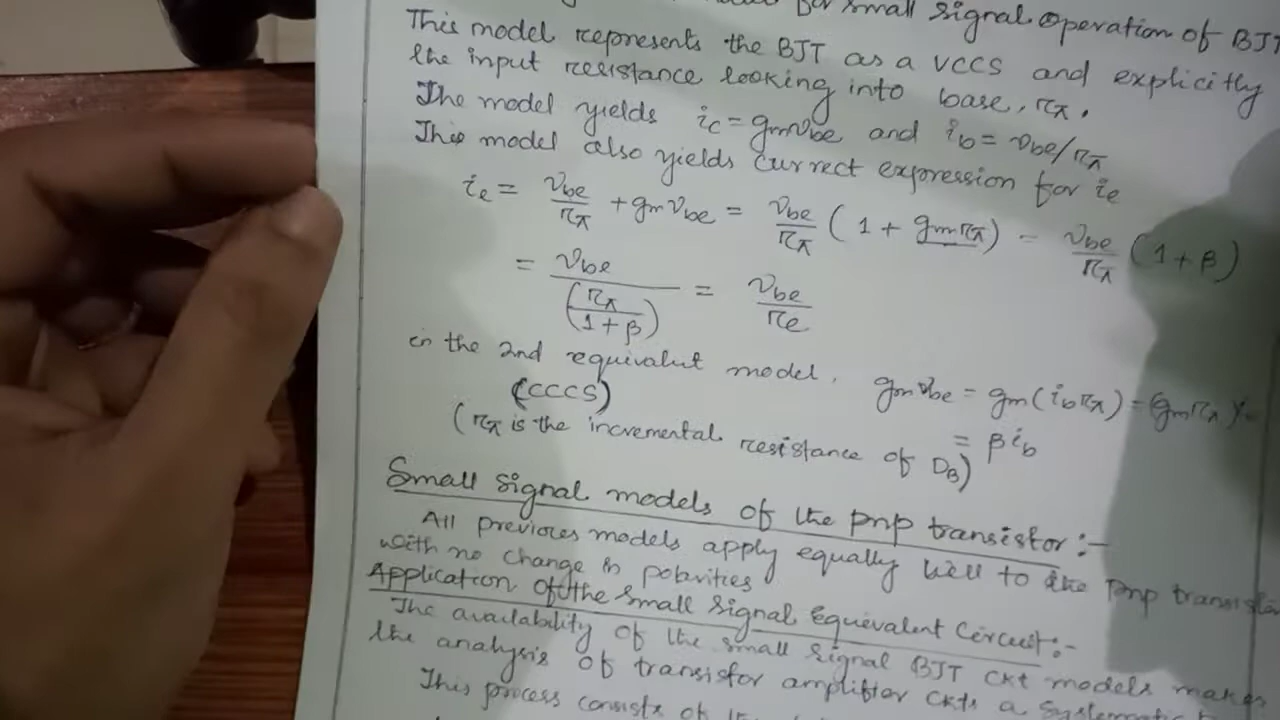 for small signal operation of BJT
This model represents the BJT as a VCCS and explicitly
the input resistance looking into base, rπ.
The model yields ic = gmvbe and ib = vbe/rπ
This model also yields currect expression for ie
ie = vbe/rπ + gmvbe = vbe/rπ (1 + gmrπ) = vbe/rπ (1 + β)
= vbe/(rπ/(1+β)) = vbe/re
in the 2nd equivalent model, gmvbe = gm(ibrπ) = (gmrπ)
(CCCS) = βib
(rπ is the incremental resistance of DB)
Small signal models of the pnp transistor :-
All previous models apply equally well to the pnp transistor
with no change in polarities
Application of the small signal Equivalent Circuit:-
The availability of the small signal BJT ckt models makes
the analysis of transistor amplifier ckts a
This process consists of